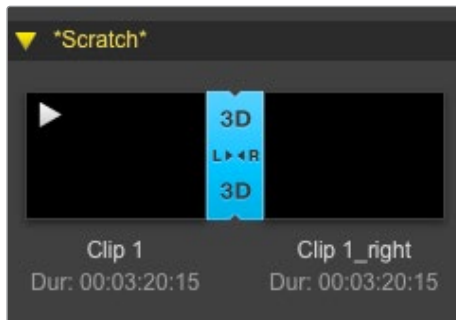 *Scratch*
3D
L R
3D
Clip 1 Clip 1_right
Dur: 00:03:20:15 Dur: 00:03:20:15